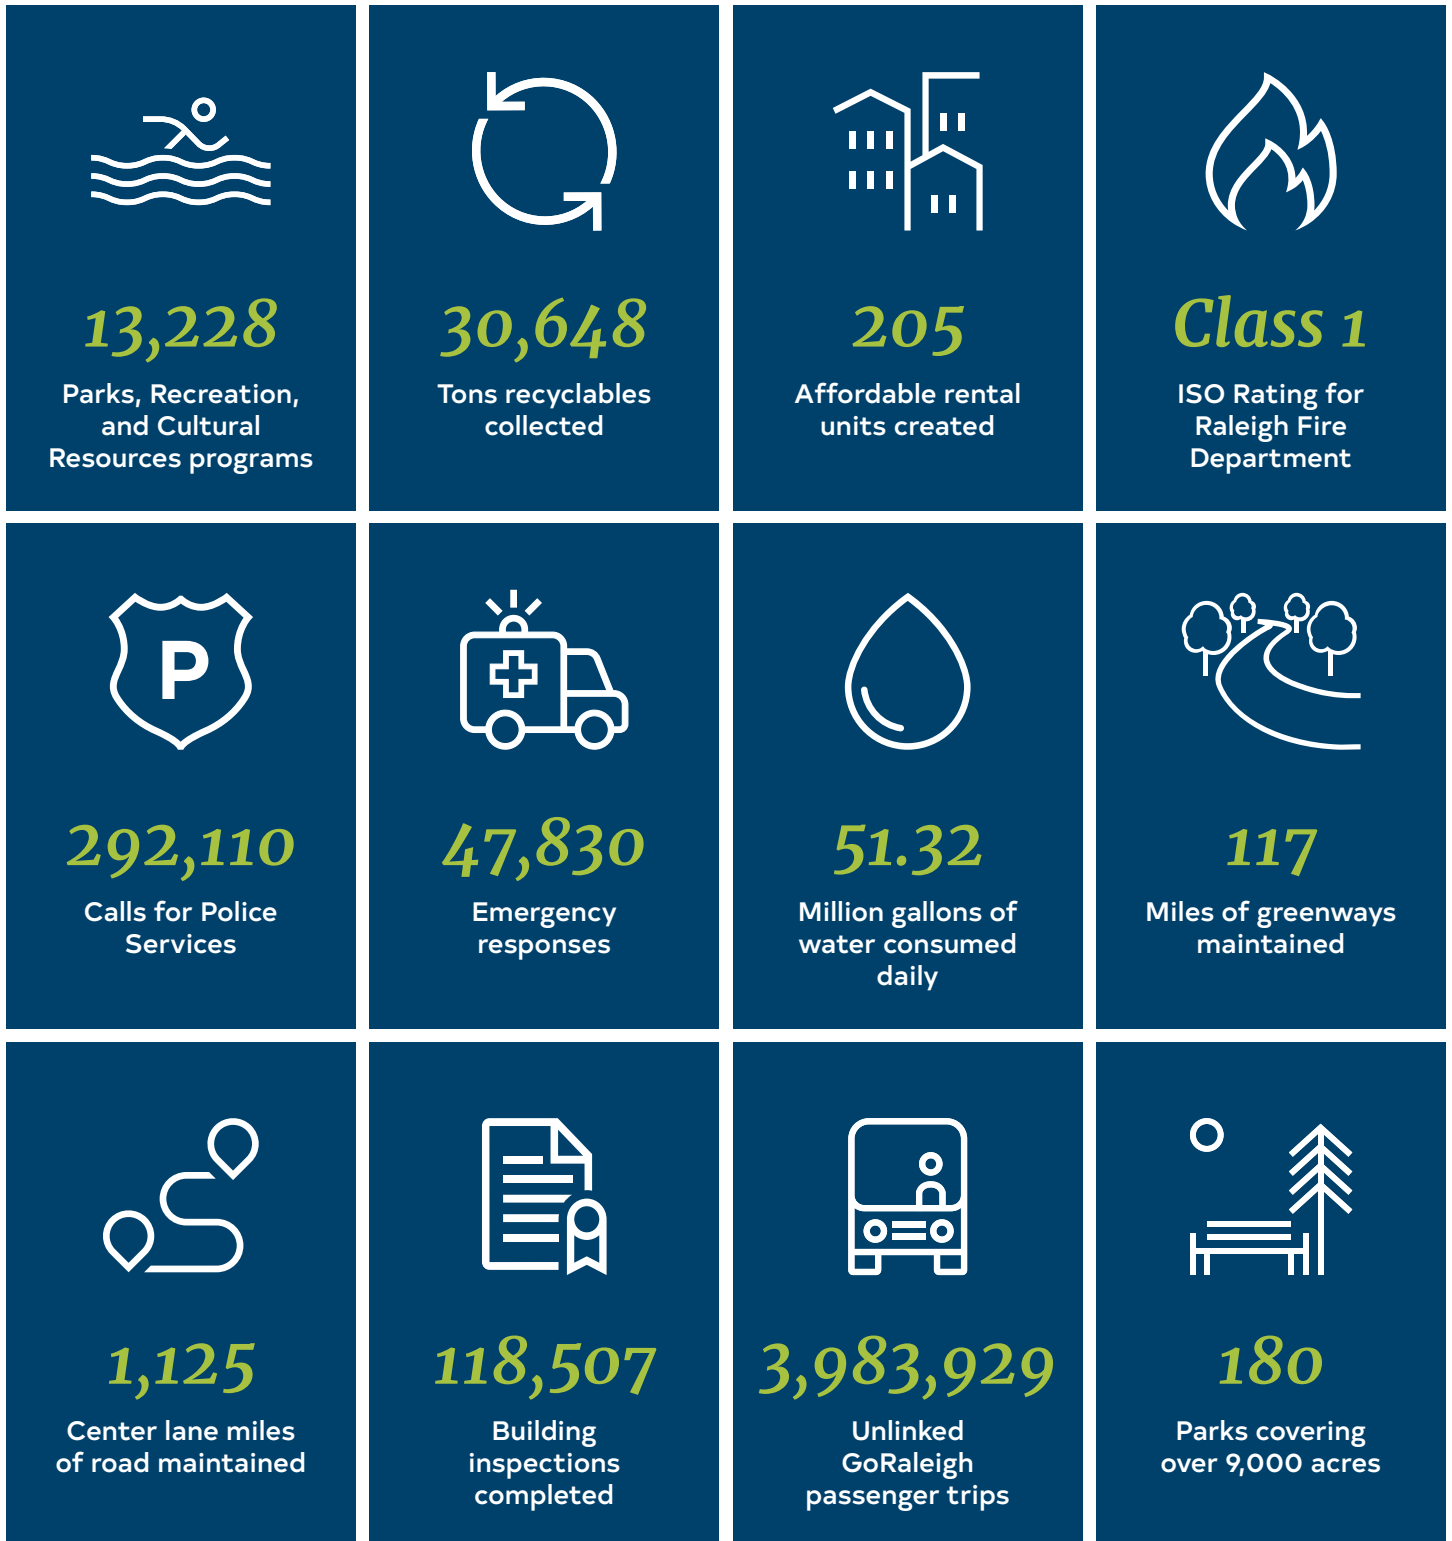 13,228
Parks, Recreation,
and Cultural
Resources programs
30,648
Tons recyclables
collected
205
Affordable rental
units created
Class 1
ISO Rating for
Raleigh Fire
Department
P
292,110
Calls for Police
Services
47,830
Emergency
responses
51.32
Million gallons of
water consumed
daily
117
Miles of greenways
maintained
1,125
Center lane miles
of road maintained
118,507
Building
inspections
completed
3,983,929
Unlinked
GoRaleigh
passenger trips
180
Parks covering
over 9,000 acres